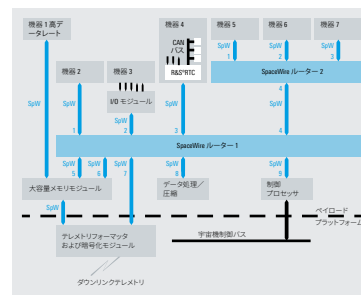 機器 1 高デ
ータレート
機器 2
機器 3
機器 4
機器 5
機器 6
機器 7
CAN
バス
R&S®RTC
I/O モジュール
SpW
1
SpW
2
SpW
3
SpaceWire ルーター 2
SpW
SpW
1
SpW
2
SpW
3
4
SpW
4
SpaceWire ルーター 1
SpW
5
SpW
6
SpW
7
SpW
8
SpW
9
大容量メモリモジュール
データ処理／
圧縮
制御
プロセッサ
SpW
ペイロード
プラットフォーム
テレメトリフォーマッタ
および暗号化モジュール
宇宙機制御バス
ダウンリンクテレメトリ